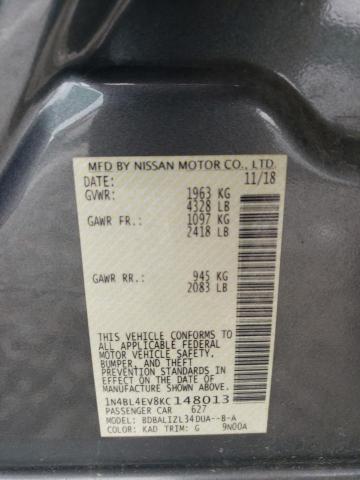 MFD BY NISSAN MOTOR CO., LTD.
DATE: 11/18
GVWR: 1963 KG
4328 LB
GAWR FR.: 1097 KG
2418 LB
GAWR RR.: 945 KG
2083 LB
THIS VEHICLE CONFORMS TO
ALL APPLICABLE FEDERAL
MOTOR VEHICLE SAFETY,
BUMPER, AND THEFT
PREVENTION STANDARDS IN
EFFECT ON THE DATE OF
MANUFACTURE SHOWN ABOVE.
1N4BL4EV8KC148013
PASSENGER CAR 627
MODEL: BDBALIZL34DUA--B-A
COLOR: KAD TRIM: G 9N00A